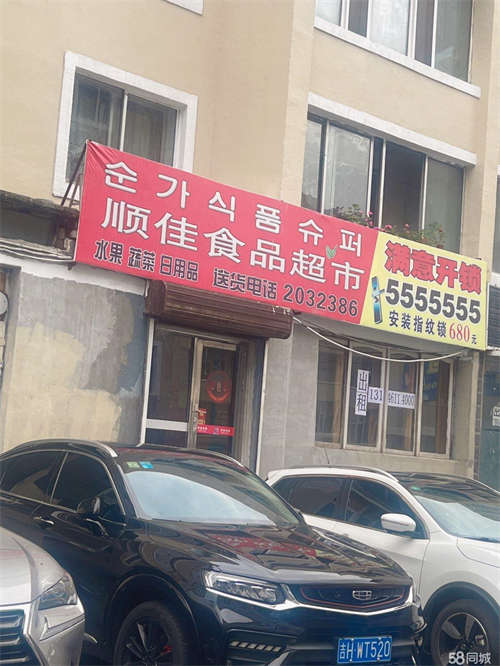 순가식품슈퍼
顺佳食品超市
水果 蔬菜 日用品 送货电话 2032386
满意开锁
5555555
安装指纹锁680元
出租
131
4611.4000
吉H WT520
58同城